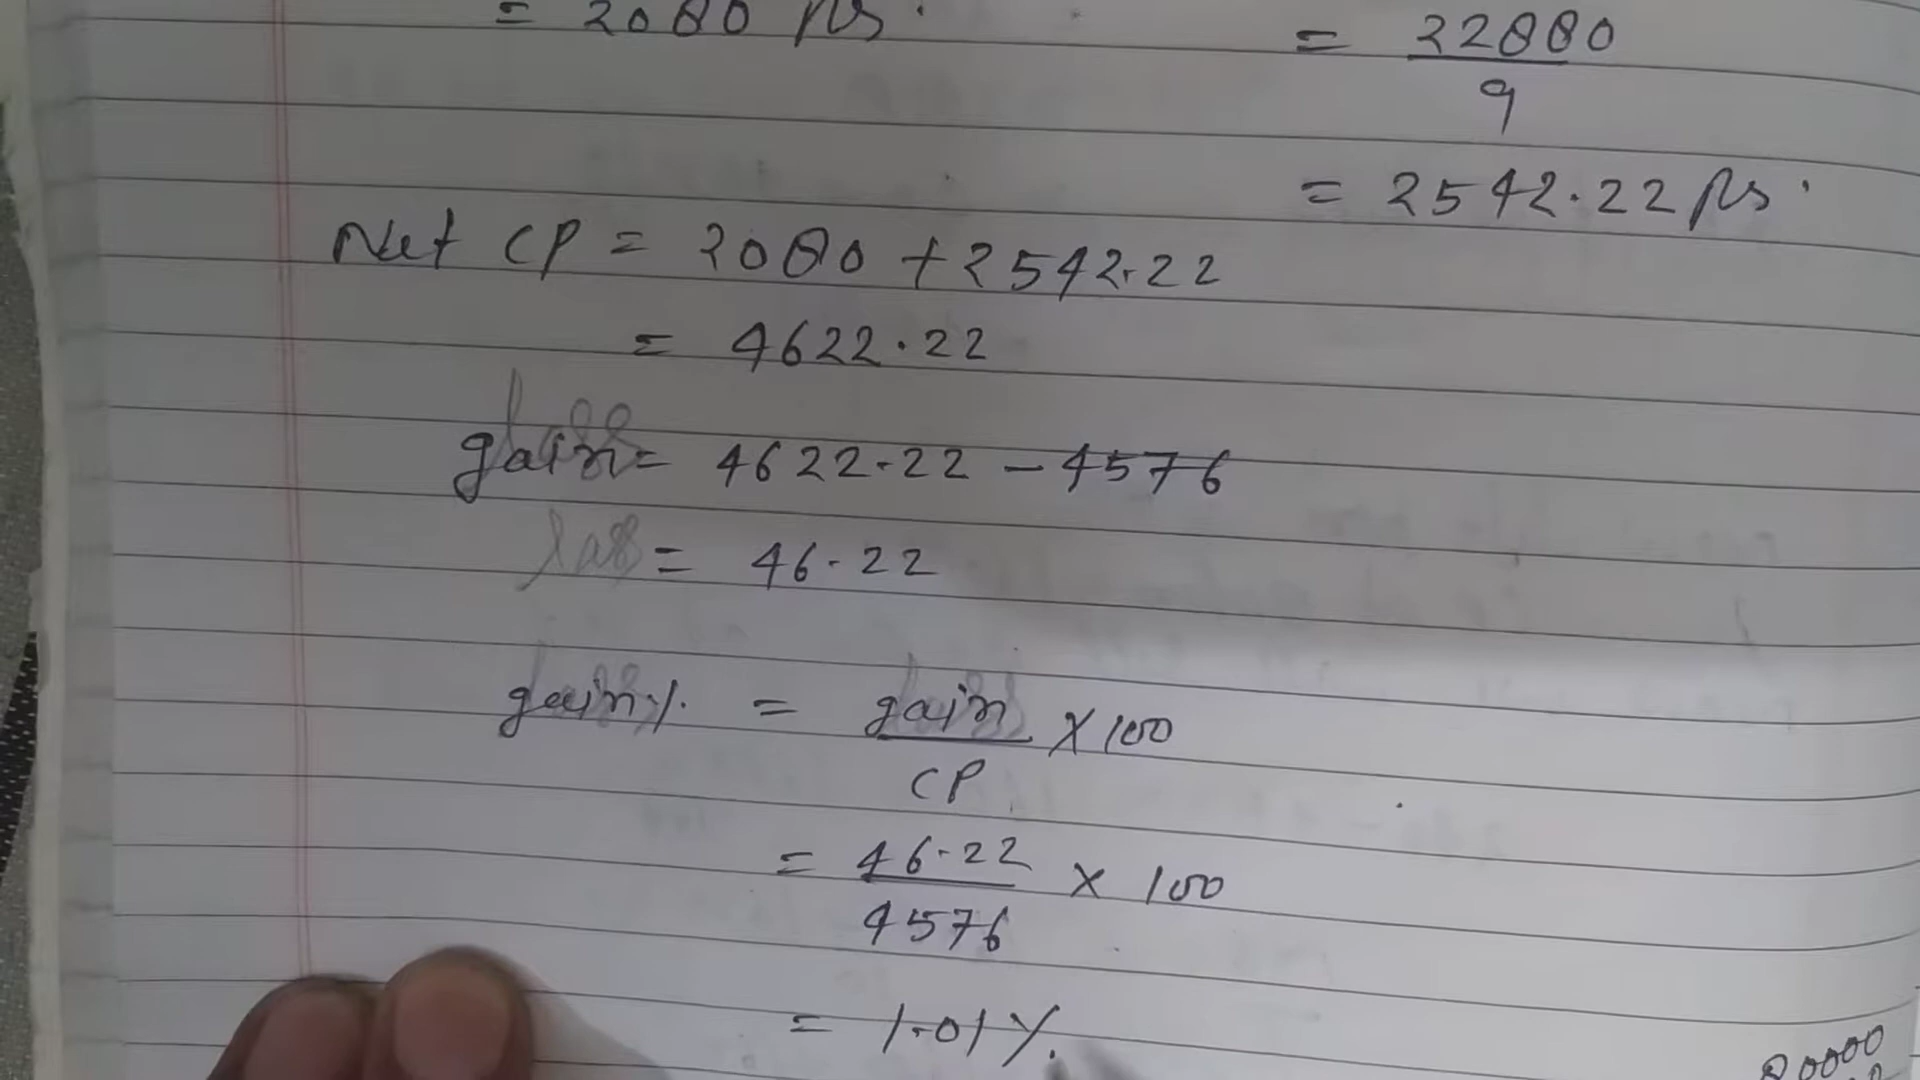 = 2080 Rs.
= 22880
9
= 2542.22 Rs.
Net CP = 2080 + 2542.22
= 4622.22
gain = 4622.22 - 4576
= 46.22
gain % = gain × 100
CP
= 46.22 × 100
4576
= 1.01 %.